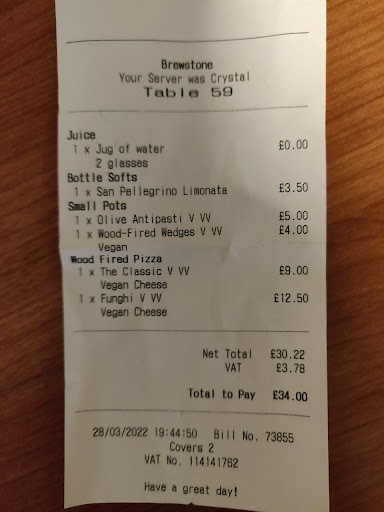 Brewstone
Your Server was Crystal
Table 59
Juice
1 x Jug of water £0.00
2 glasses
Bottle Softs
1 x San Pellegrino Limonata £3.50
Small Pots
1 x Olive Antipasti V VV £5.00
1 x Wood-Fired Wedges V VV £4.00
Vegan
Wood Fired Pizza
1 x The Classic V VV £9.00
Vegan Cheese
1 x Funghi V VV £12.50
Vegan Cheese
Net Total £30.22
VAT £3.78
Total to Pay £34.00
28/03/2022 19:44:50 Bill No. 73855
Covers 2
VAT No. 114141762
Have a great day!